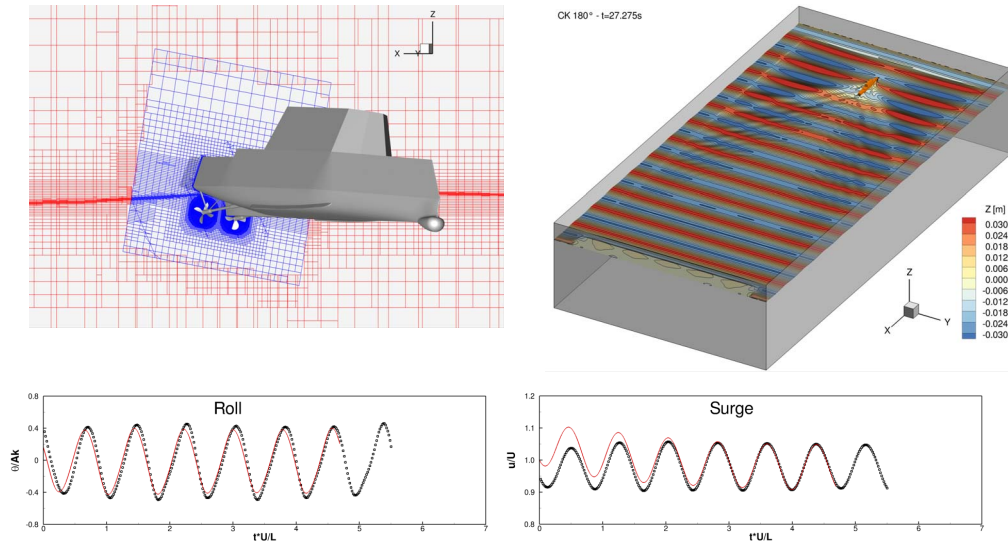 Z
X
Y
CK 180° - t=27.275s
Z [m]
0.030
0.024
0.018
0.012
0.006
0.000
-0.006
-0.012
-0.018
-0.024
-0.030
Z
X
Y
Roll
0.8
0.4
0
-0.4
-0.8
θ/Ak
0 1 2 3 4 5 6 7
t*U/L
Surge
1.2
1.1
1.0
0.9
0.8
u/U
0 1 2 3 4 5 6 7
t*U/L